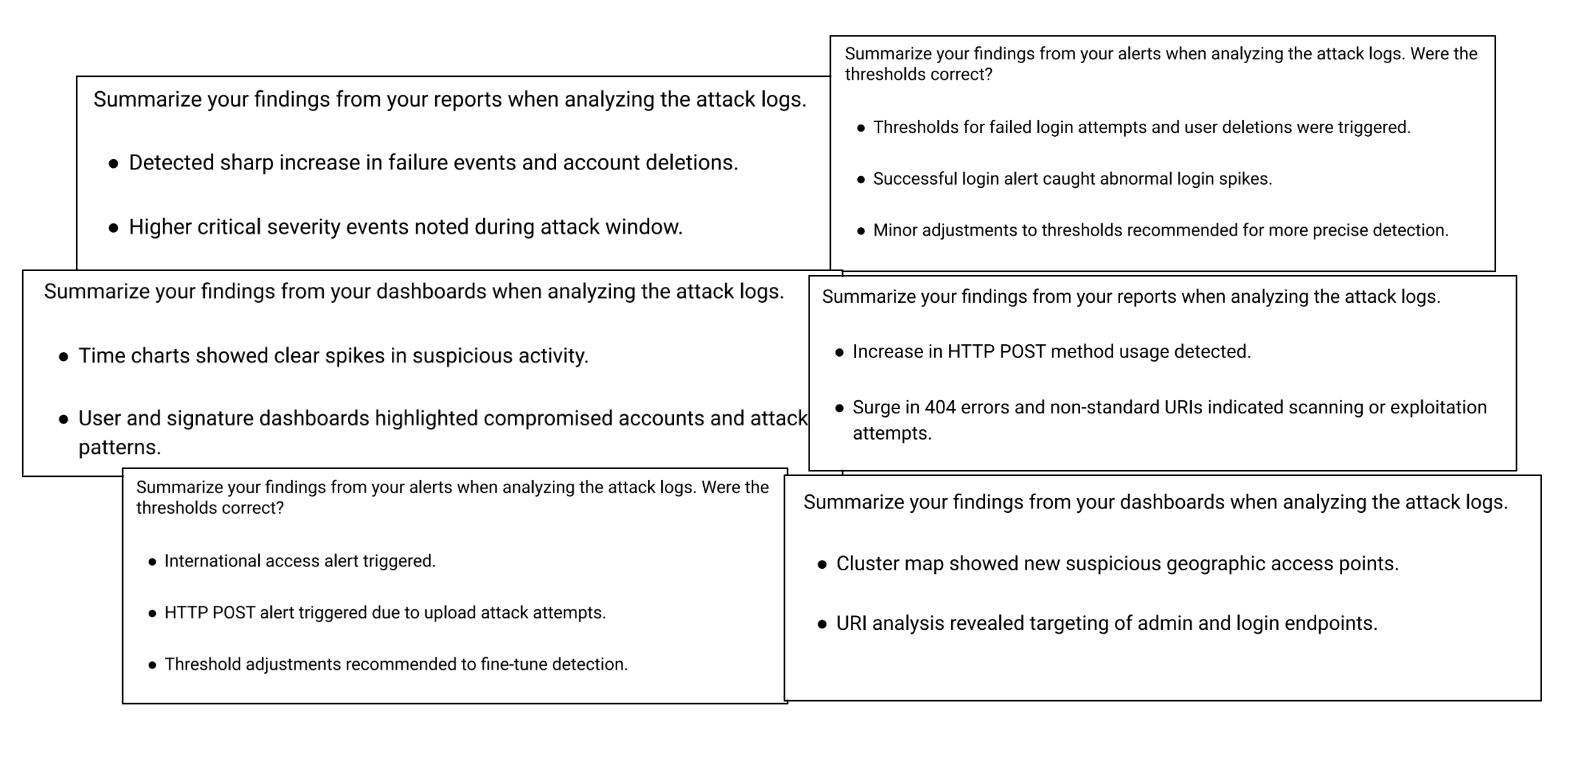 Summarize your findings from your reports when analyzing the attack logs.
● Detected sharp increase in failure events and account deletions.
● Higher critical severity events noted during attack window.
Summarize your findings from your alerts when analyzing the attack logs. Were the
thresholds correct?
● Thresholds for failed login attempts and user deletions were triggered.
● Successful login alert caught abnormal login spikes.
● Minor adjustments to thresholds recommended for more precise detection.
Summarize your findings from your dashboards when analyzing the attack logs.
● Time charts showed clear spikes in suspicious activity.
● User and signature dashboards highlighted compromised accounts and attack
patterns.
Summarize your findings from your reports when analyzing the attack logs.
● Increase in HTTP POST method usage detected.
● Surge in 404 errors and non-standard URIs indicated scanning or exploitation
attempts.
Summarize your findings from your alerts when analyzing the attack logs. Were the
thresholds correct?
● International access alert triggered.
● HTTP POST alert triggered due to upload attack attempts.
● Threshold adjustments recommended to fine-tune detection.
Summarize your findings from your dashboards when analyzing the attack logs.
● Cluster map showed new suspicious geographic access points.
● URI analysis revealed targeting of admin and login endpoints.